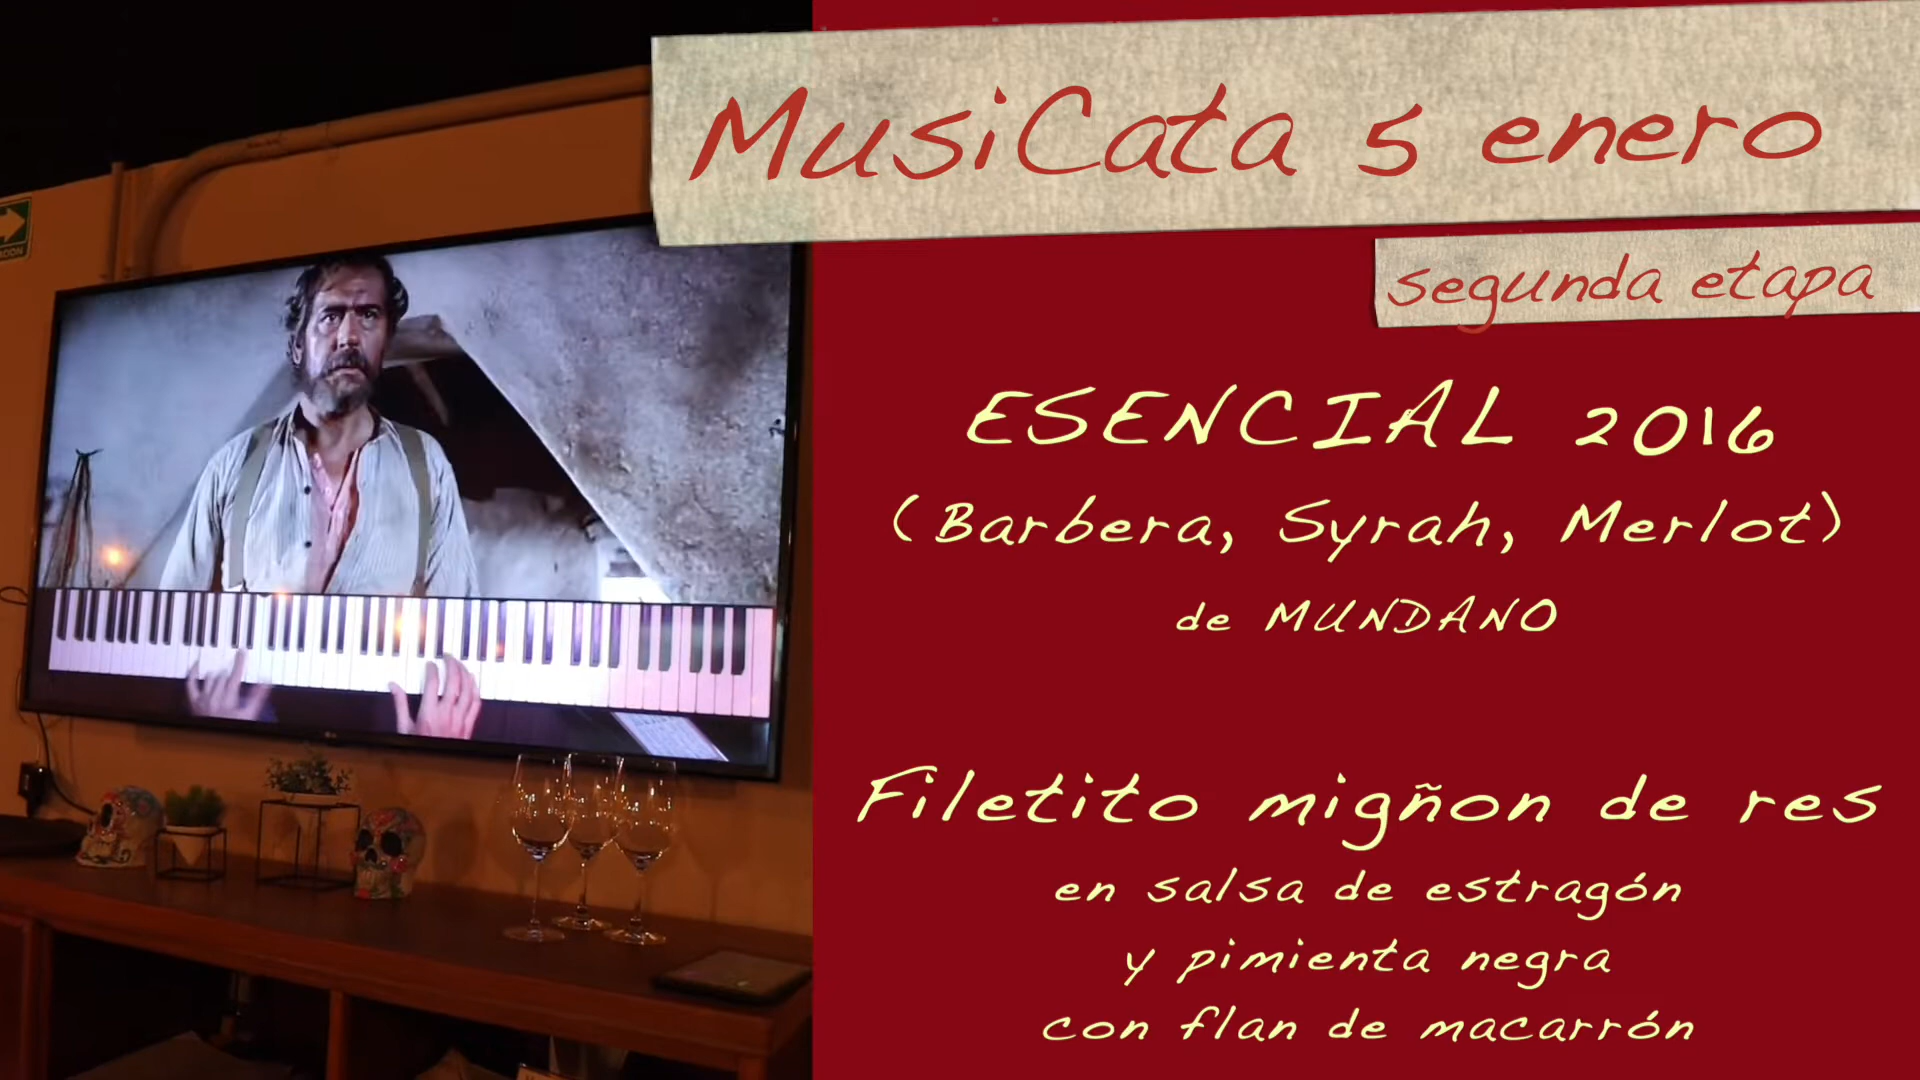 MusiCata 5 enero
segunda etapa
ESENCIAL 2016
(Barbera, Syrah, Merlot)
de MUNDANO
Filetito migñon de res
en salsa de estragón
y pimienta negra
con flan de macarrón